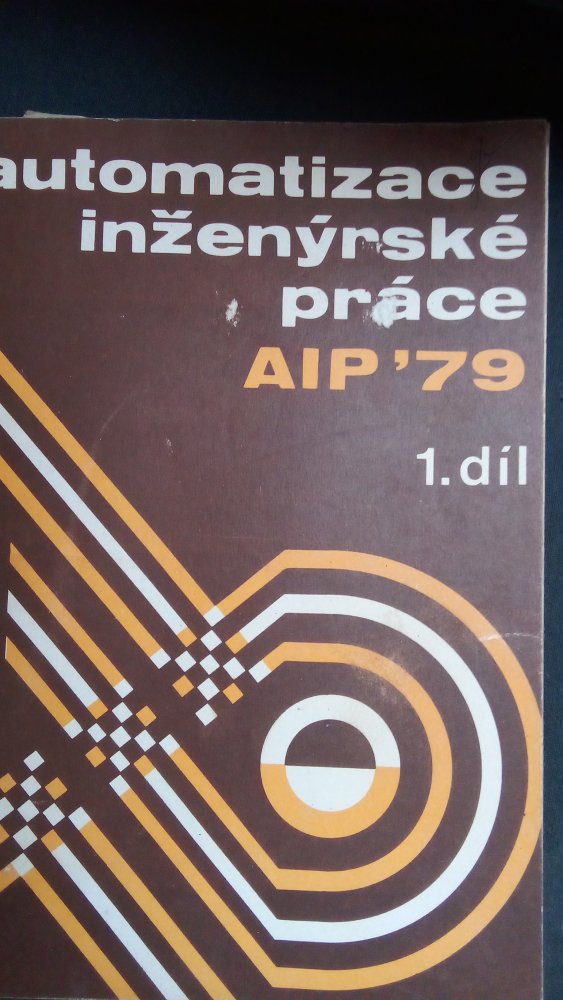 automatizace
inženýrské
práce
AIP '79
1. díl